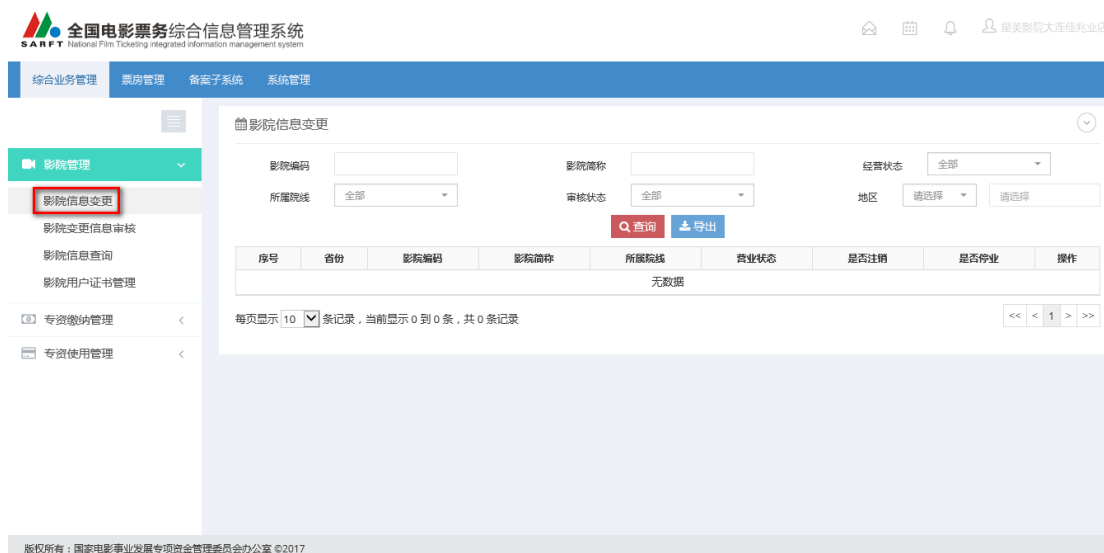 全国电影票务综合信息管理系统
SARFT National Film Ticketing integrated information management system
星美影院大连佳兆业店
综合业务管理 票房管理 备案子系统 系统管理
影院信息变更
影院管理
影院信息变更
影院变更信息审核
影院信息查询
影院用户证书管理
专资缴纳管理
专资使用管理
影院编码 影院简称 经营状态 全部
所属院线 全部 审核状态 全部 地区 请选择 请选择
查询 导出
序号 省份 影院编码 影院简称 所属院线 营业状态 是否注销 是否停业 操作
无数据
每页显示 10 条记录，当前显示 0 到 0 条，共 0 条记录
<< < 1 > >>
版权所有：国家电影事业发展专项资金管理委员会办公室 ©2017